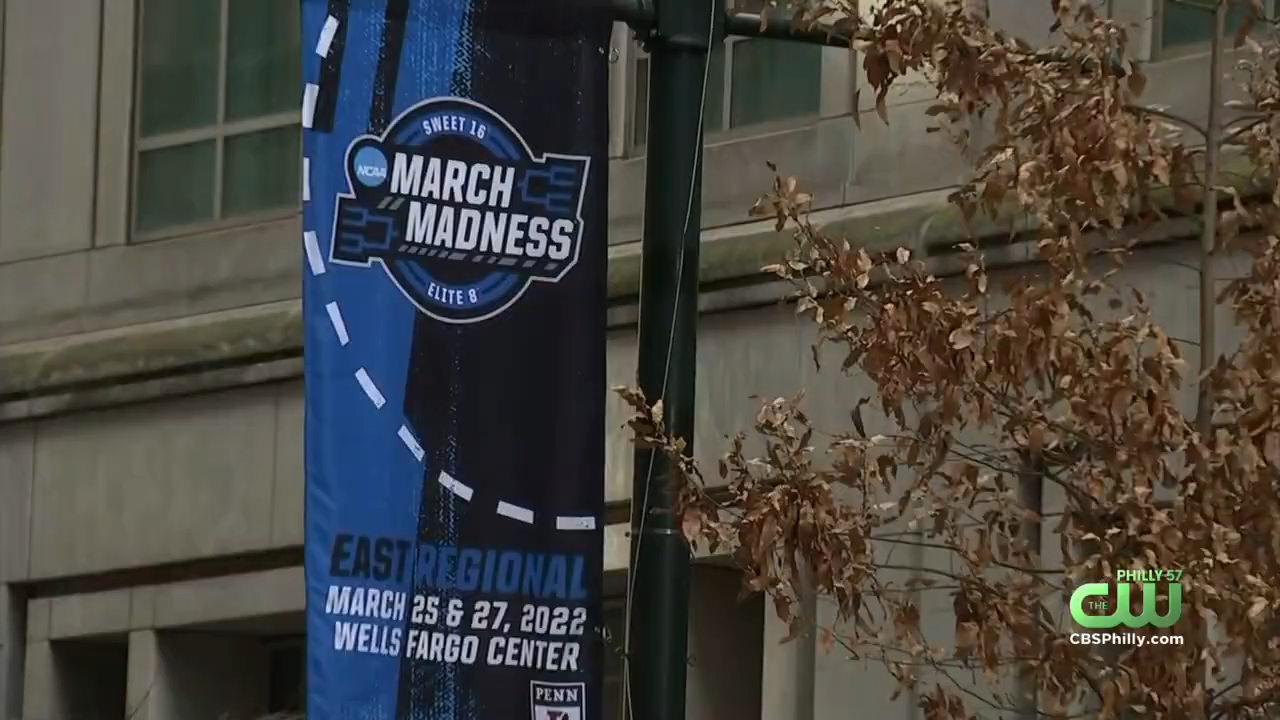 SWEET 16
NCAA
MARCH
MADNESS
ELITE 8
EAST REGIONAL
MARCH 25 & 27, 2022
WELLS FARGO CENTER
PENN
PHILLY 57
THE CW
CBSPhilly.com